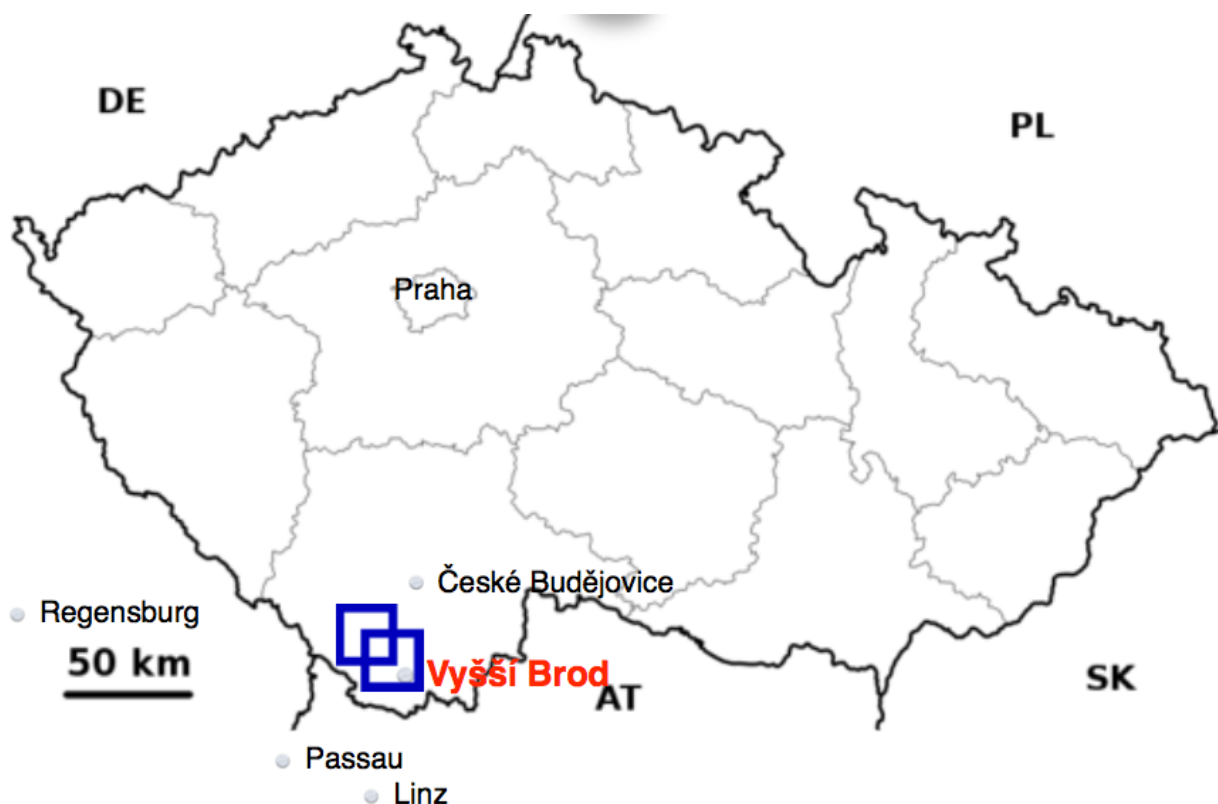 DE
PL
Praha
České Budějovice
Regensburg
50 km
Vyšší Brod
SK
AT
Passau
Linz